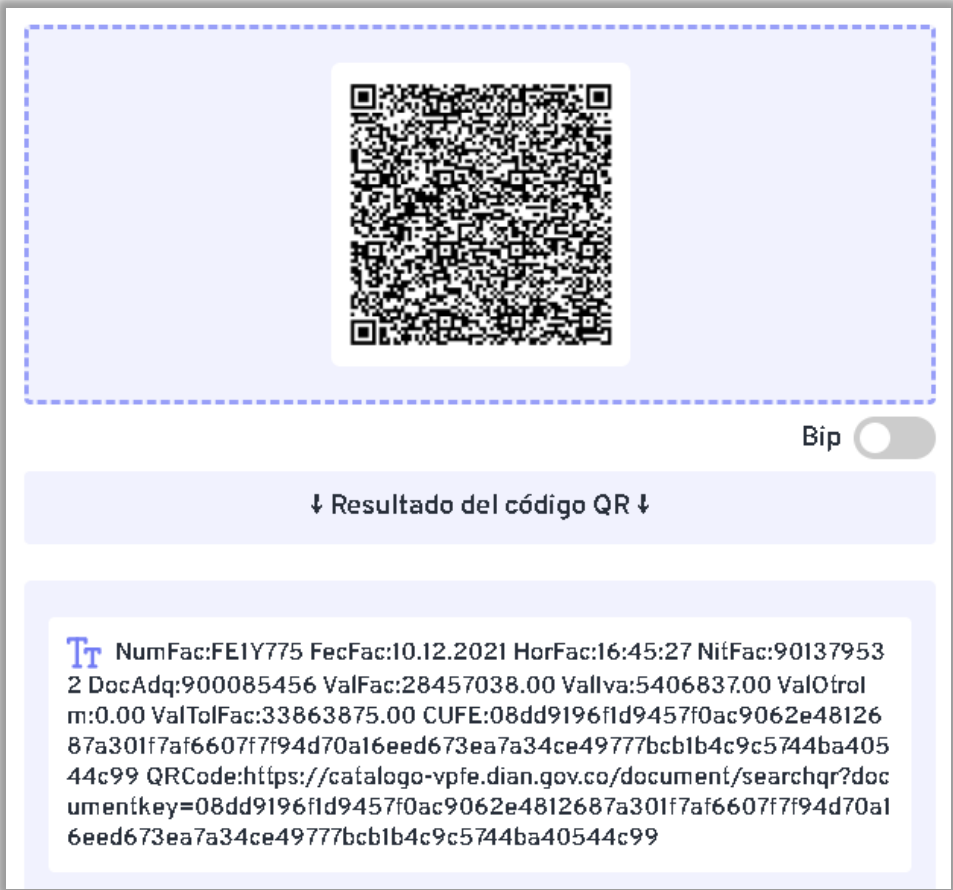 Bip
↓ Resultado del código QR ↓
TT NumFac:FE1Y775 FecFac:10.12.2021 HorFac:16:45:27 NitFac:90137953
2 DocAdq:900085456 ValFac:28457038.00 ValIva:5406837.00 ValOtroI
m:0.00 ValTolFac:33863875.00 CUFE:08dd9196f1d9457f0ac9062e48126
87a301f7af6607f7f94d70a16eed673ea7a34ce49777bcb1b4c9c5744ba405
44c99 QRCode:https://catalogo-vpfe.dian.gov.co/document/searchqr?doc
umentkey=08dd9196f1d9457f0ac9062e4812687a301f7af6607f7f94d70a1
6eed673ea7a34ce49777bcb1b4c9c5744ba40544c99